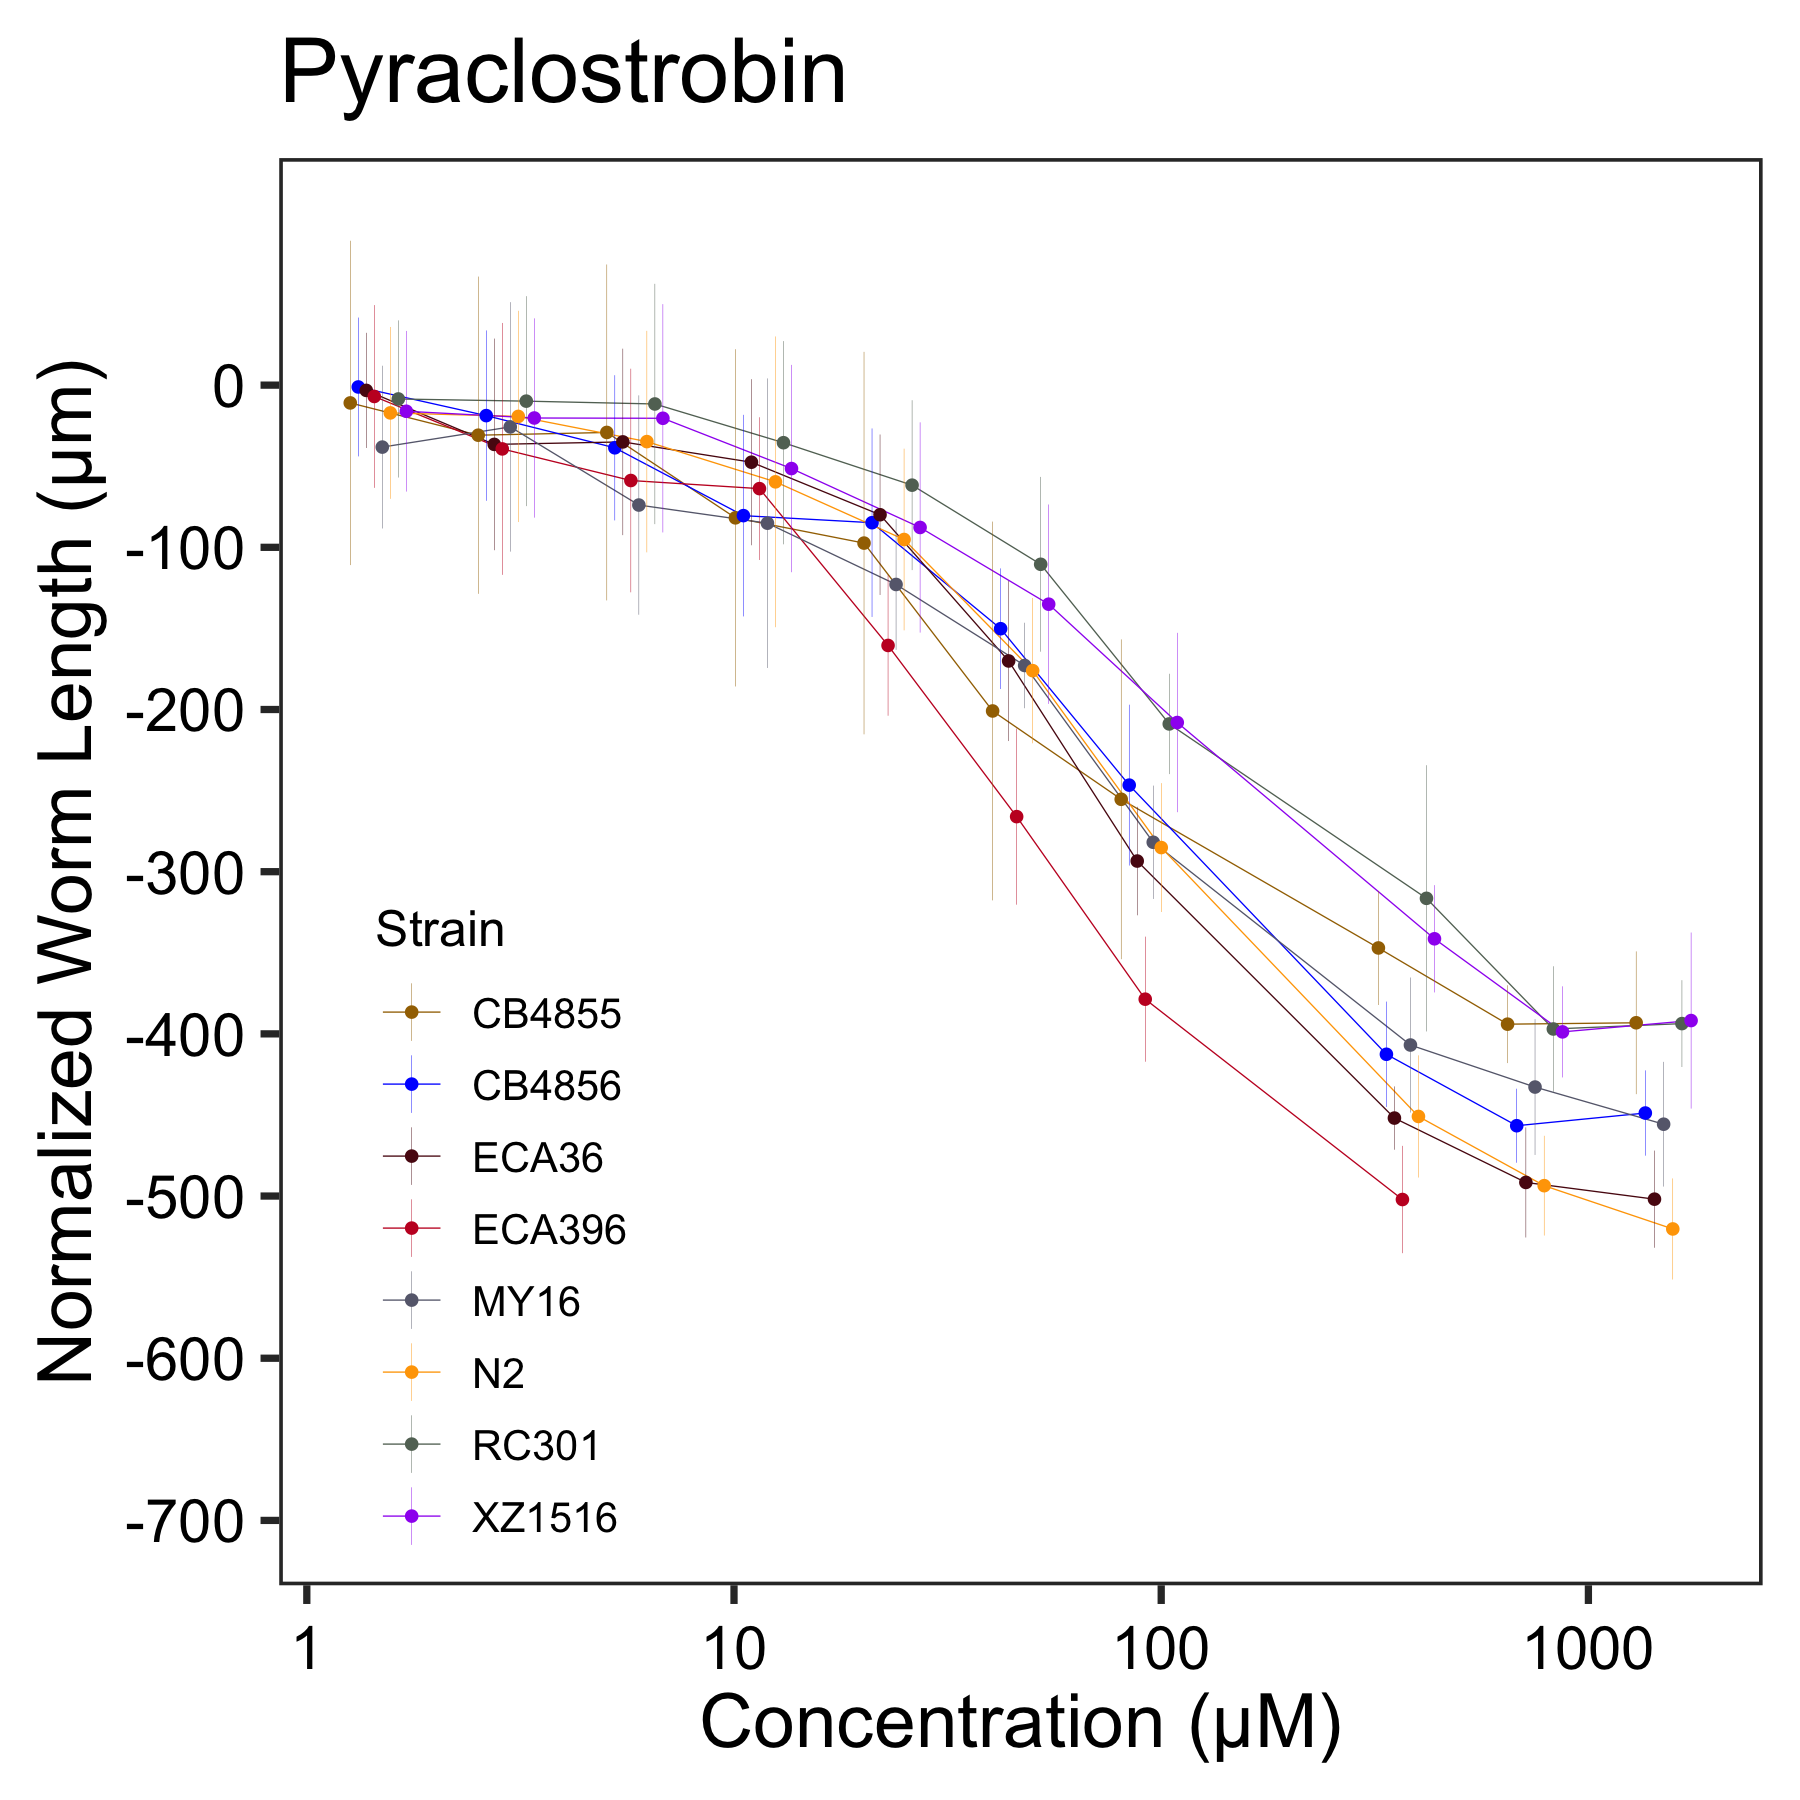 Pyraclostrobin
Normalized Worm Length (µm)
0
-100
-200
-300
-400
-500
-600
-700
Strain
CB4855
CB4856
ECA36
ECA396
MY16
N2
RC301
XZ1516
1
10
100
1000
Concentration (µM)